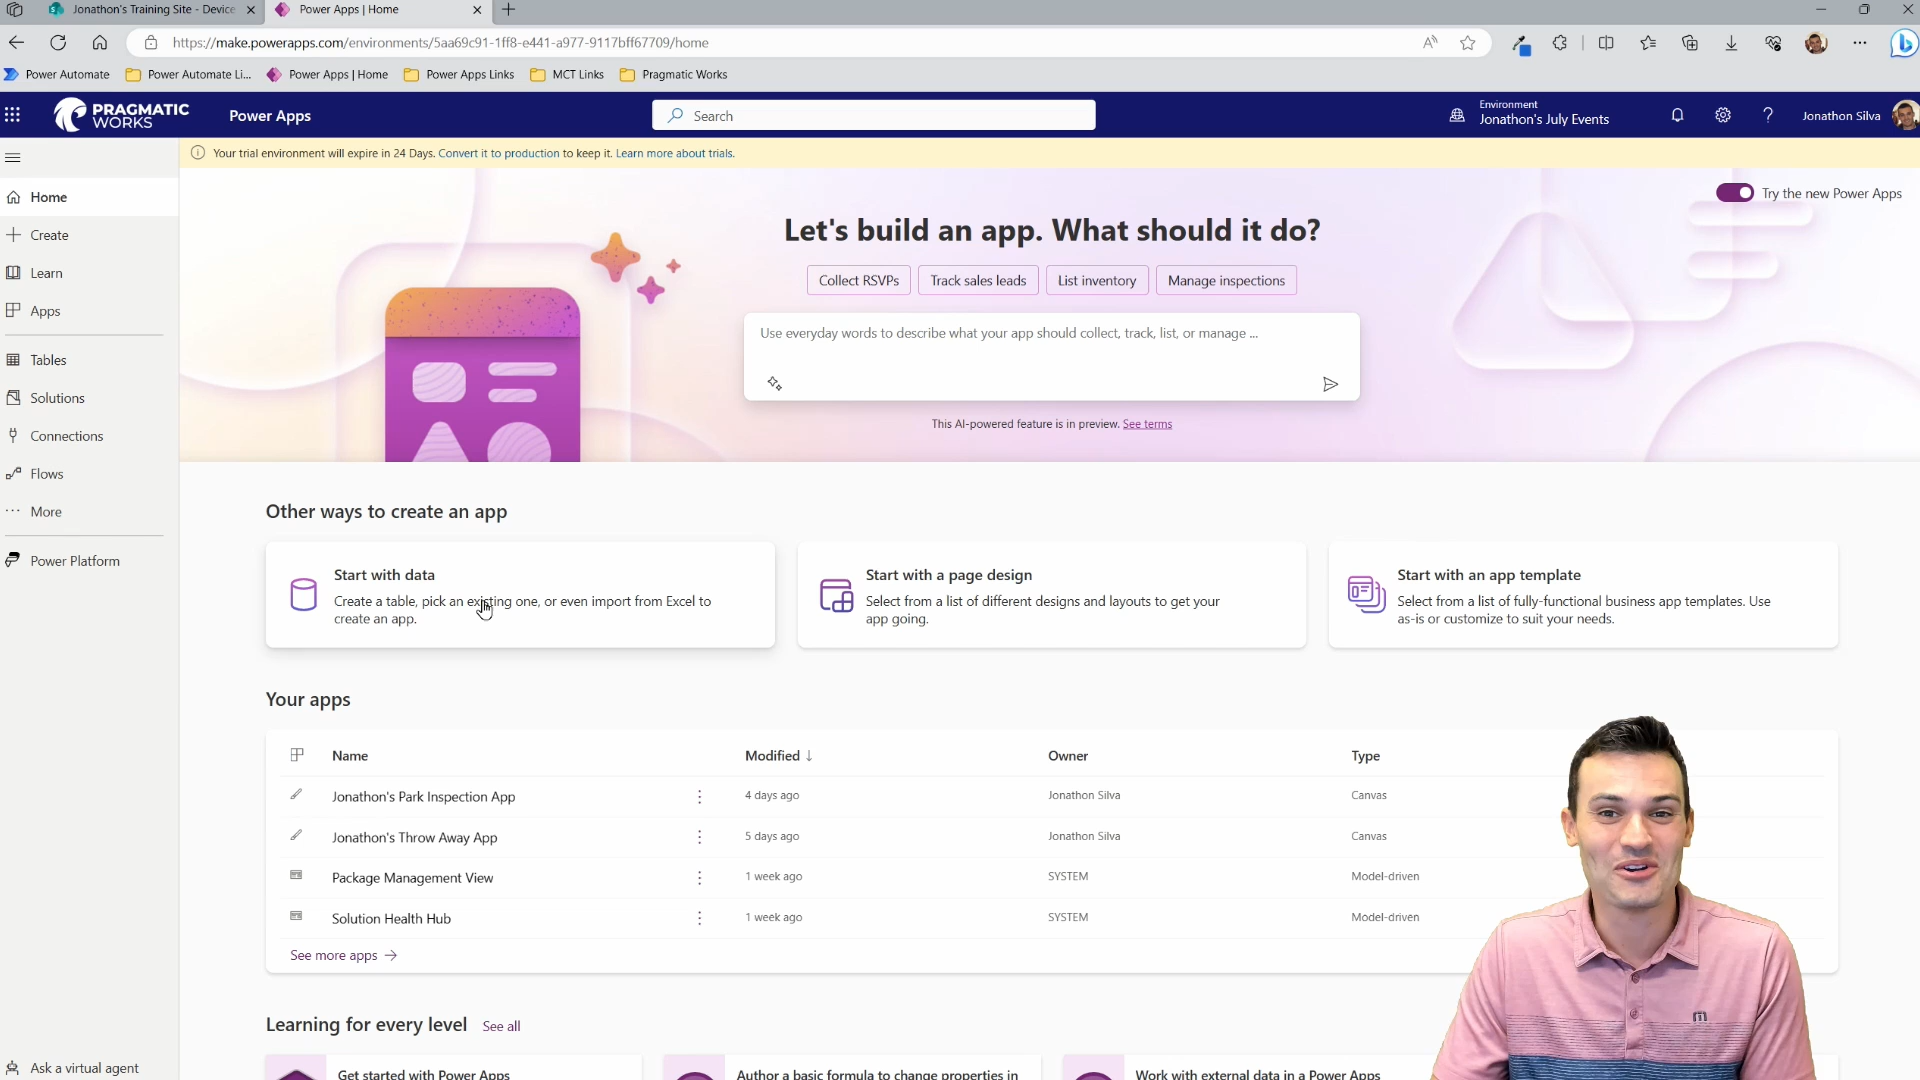 Jonathon's Training Site - Device
Power Apps | Home
https://make.powerapps.com/environments/5aa69c91-1ff8-e441-a977-9117bff67709/home
Power Automate
Power Automate Li...
Power Apps | Home
Power Apps Links
MCT Links
Pragmatic Works
PRAGMATIC
WORKS
Power Apps
Search
Environment
Jonathon's July Events
Jonathon Silva
Your trial environment will expire in 24 Days. Convert it to production to keep it. Learn more about trials.
Home
Create
Learn
Apps
Tables
Solutions
Connections
Flows
More
Power Platform
Ask a virtual agent
Try the new Power Apps
Let's build an app. What should it do?
Collect RSVPs
Track sales leads
List inventory
Manage inspections
Use everyday words to describe what your app should collect, track, list, or manage ...
This AI-powered feature is in preview. See terms
Other ways to create an app
Start with data
Create a table, pick an existing one, or even import from Excel to
create an app.
Start with a page design
Select from a list of different designs and layouts to get your
app going.
Start with an app template
Select from a list of fully-functional business app templates. Use
as-is or customize to suit your needs.
Your apps
Name Modified ↓ Owner Type
Jonathon's Park Inspection App 4 days ago Jonathon Silva Canvas
Jonathon's Throw Away App 5 days ago Jonathon Silva Canvas
Package Management View 1 week ago SYSTEM Model-driven
Solution Health Hub 1 week ago SYSTEM Model-driven
See more apps →
Learning for every level See all
Get started with Power Apps
Author a basic formula to change properties in
Work with external data in a Power Apps